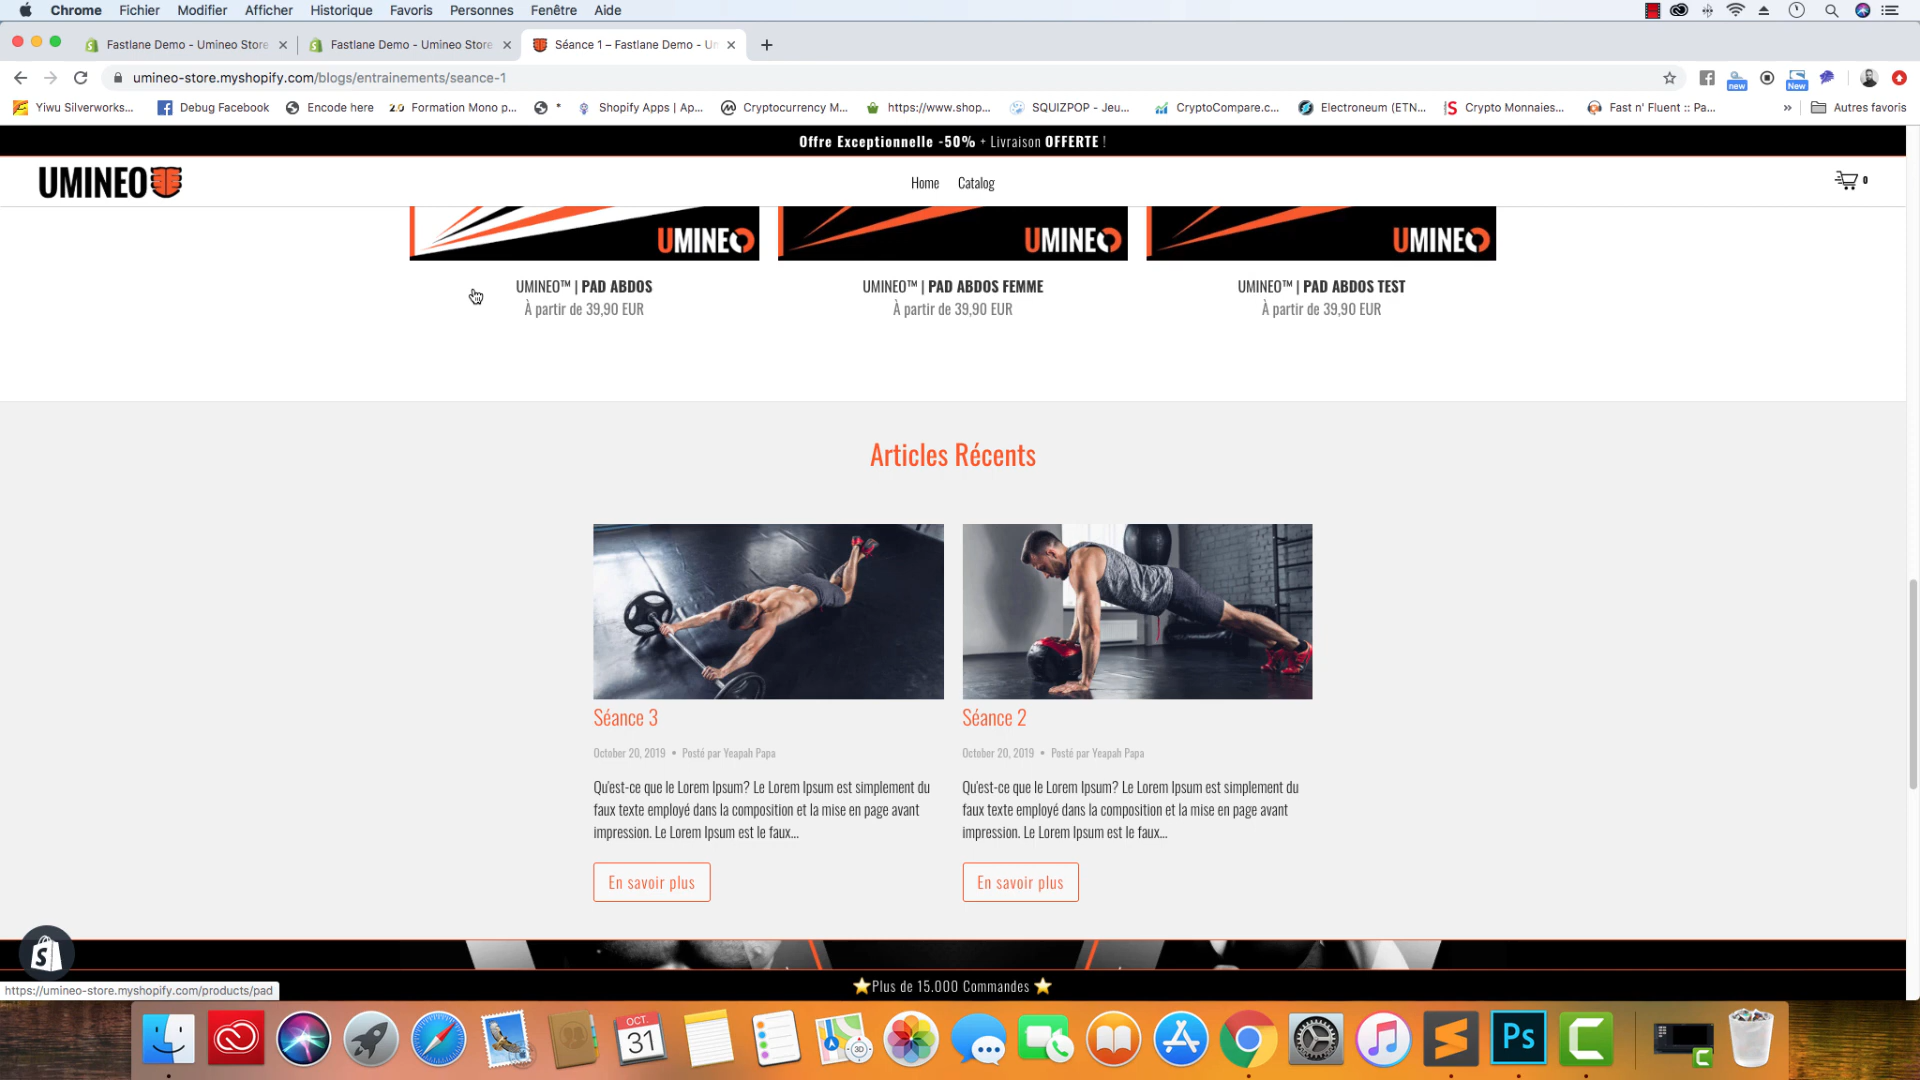 Chrome Fichier Modifier Afficher Historique Favoris Personnes Fenêtre Aide
Fastlane Demo - Umineo Store
Fastlane Demo - Umineo Store
Séance 1 – Fastlane Demo - Um
umineo-store.myshopify.com/blogs/entrainements/seance-1
new
New
Yiwu Silverworks...
Debug Facebook
Encode here
2.0 Formation Mono p...
*
Shopify Apps | Ap...
Cryptocurrency M...
https://www.shop...
SQUIZPOP - Jeu...
CryptoCompare.c...
Electroneum (ETN...
Crypto Monnaies...
Fast n' Fluent :: Pa...
»
Autres favoris
Offre Exceptionnelle -50% + Livraison OFFERTE !
UMINEO
Home Catalog
0
UMINEO
UMINEO
UMINEO
UMINEO™ | PAD ABDOS
À partir de 39,90 EUR
UMINEO™ | PAD ABDOS FEMME
À partir de 39,90 EUR
UMINEO™ | PAD ABDOS TEST
À partir de 39,90 EUR
Articles Récents
Séance 3
October 20, 2019 • Posté par Yeapah Papa
Qu'est-ce que le Lorem Ipsum? Le Lorem Ipsum est simplement du
faux texte employé dans la composition et la mise en page avant
impression. Le Lorem Ipsum est le faux...
En savoir plus
Séance 2
October 20, 2019 • Posté par Yeapah Papa
Qu'est-ce que le Lorem Ipsum? Le Lorem Ipsum est simplement du
faux texte employé dans la composition et la mise en page avant
impression. Le Lorem Ipsum est le faux...
En savoir plus
https://umineo-store.myshopify.com/products/pad
⭐Plus de 15.000 Commandes ⭐
OCT.
31
3D
Ps